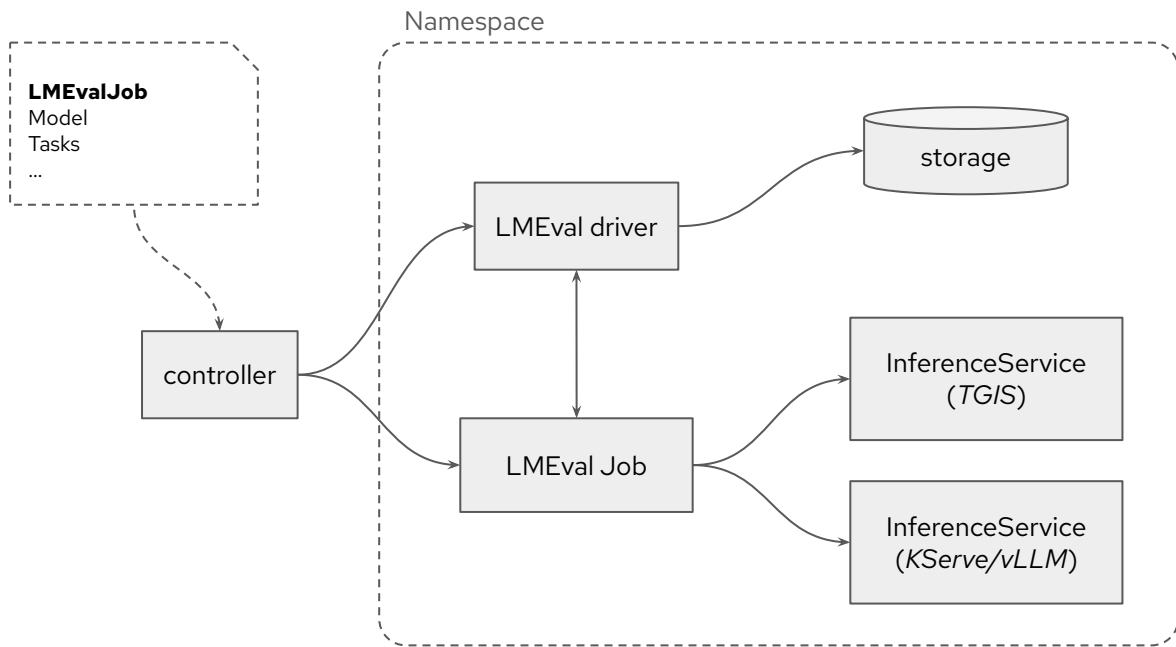 Namespace
LMEvalJob
Model
Tasks
...
storage
LMEval driver
controller
InferenceService
(TGIS)
LMEval Job
InferenceService
(KServe/vLLM)